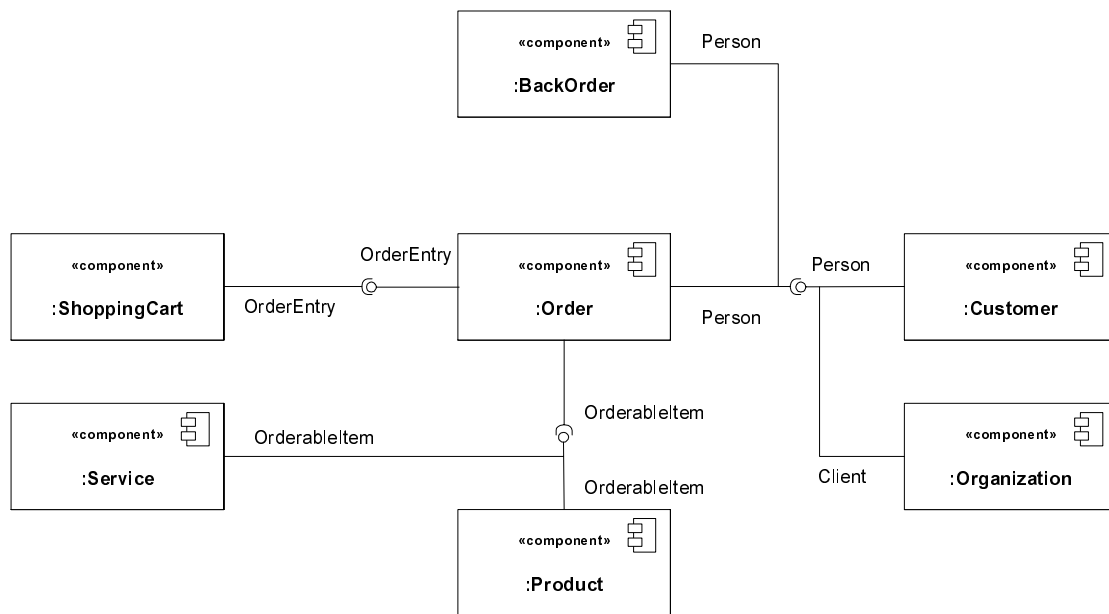 «component»
:BackOrder
Person
«component»
:ShoppingCart
OrderEntry
OrderEntry
«component»
:Order
Person
Person
«component»
:Customer
«component»
:Service
OrderableItem
OrderableItem
OrderableItem
Client
«component»
:Organization
«component»
:Product